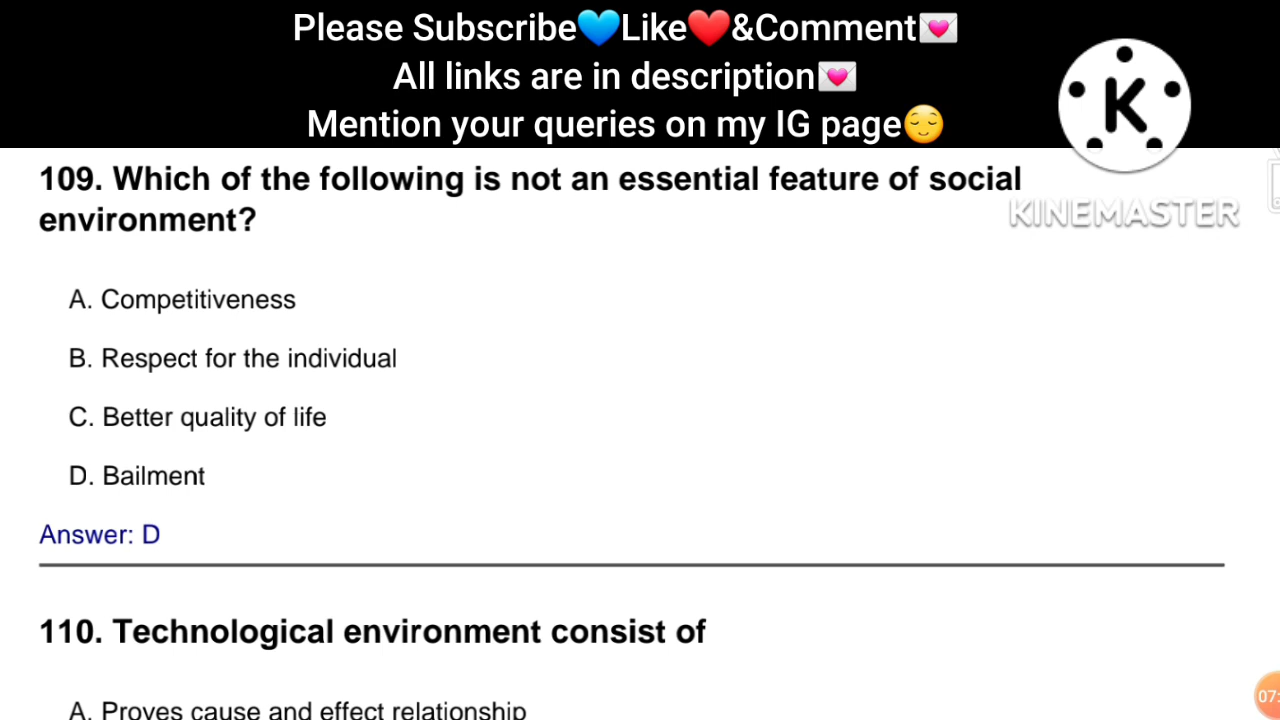 Please Subscribe💙Like❤️&Comment💌
All links are in description💌
Mention your queries on my IG page😌
K
KINEMASTER
109. Which of the following is not an essential feature of social
environment?
A. Competitiveness
B. Respect for the individual
C. Better quality of life
D. Bailment
Answer: D
110. Technological environment consist of
A. Proves cause and effect relationship
07: